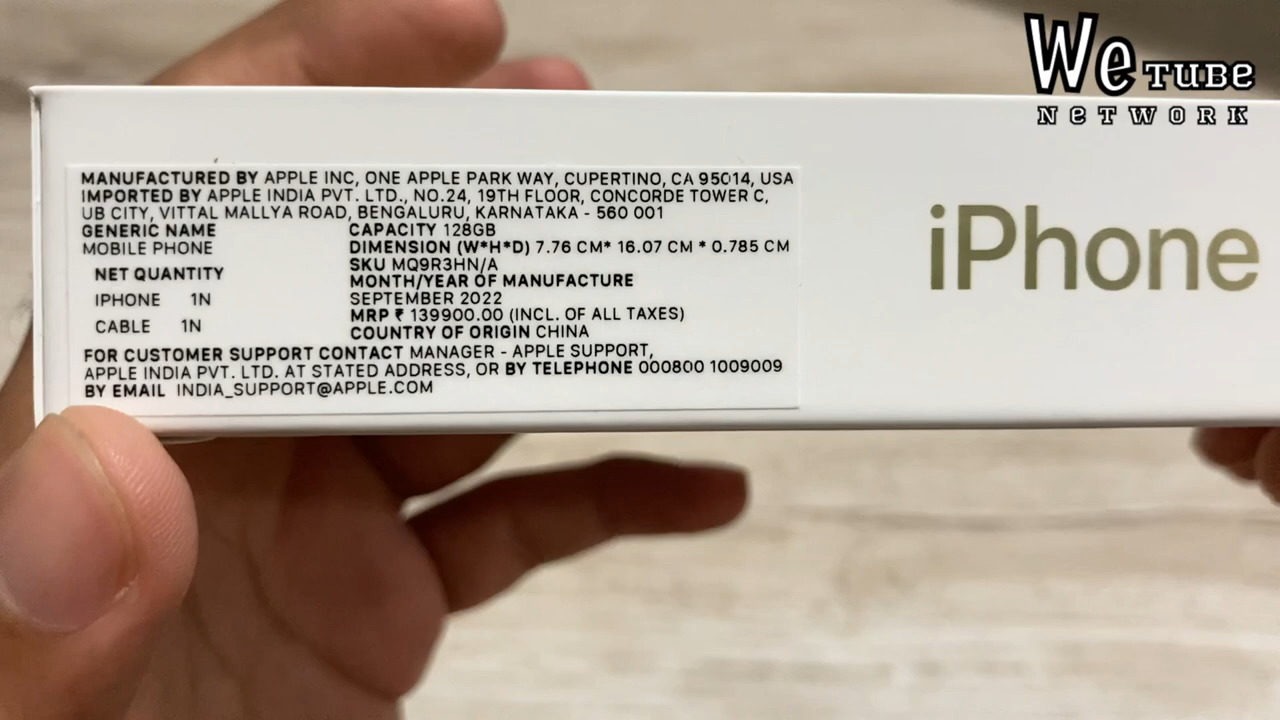 We TUBe
NeTWORK
MANUFACTURED BY APPLE INC, ONE APPLE PARK WAY, CUPERTINO, CA 95014, USA
IMPORTED BY APPLE INDIA PVT. LTD., NO.24, 19TH FLOOR, CONCORDE TOWER C,
UB CITY, VITTAL MALLYA ROAD, BENGALURU, KARNATAKA - 560 001
GENERIC NAME
MOBILE PHONE
NET QUANTITY
IPHONE 1N
CABLE 1N
CAPACITY 128GB
DIMENSION (W*H*D) 7.76 CM* 16.07 CM * 0.785 CM
SKU MQ9R3HN/A
MONTH/YEAR OF MANUFACTURE
SEPTEMBER 2022
MRP ₹ 139900.00 (INCL. OF ALL TAXES)
COUNTRY OF ORIGIN CHINA
FOR CUSTOMER SUPPORT CONTACT MANAGER - APPLE SUPPORT,
APPLE INDIA PVT. LTD. AT STATED ADDRESS, OR BY TELEPHONE 000800 1009009
BY EMAIL INDIA_SUPPORT@APPLE.COM
iPhone